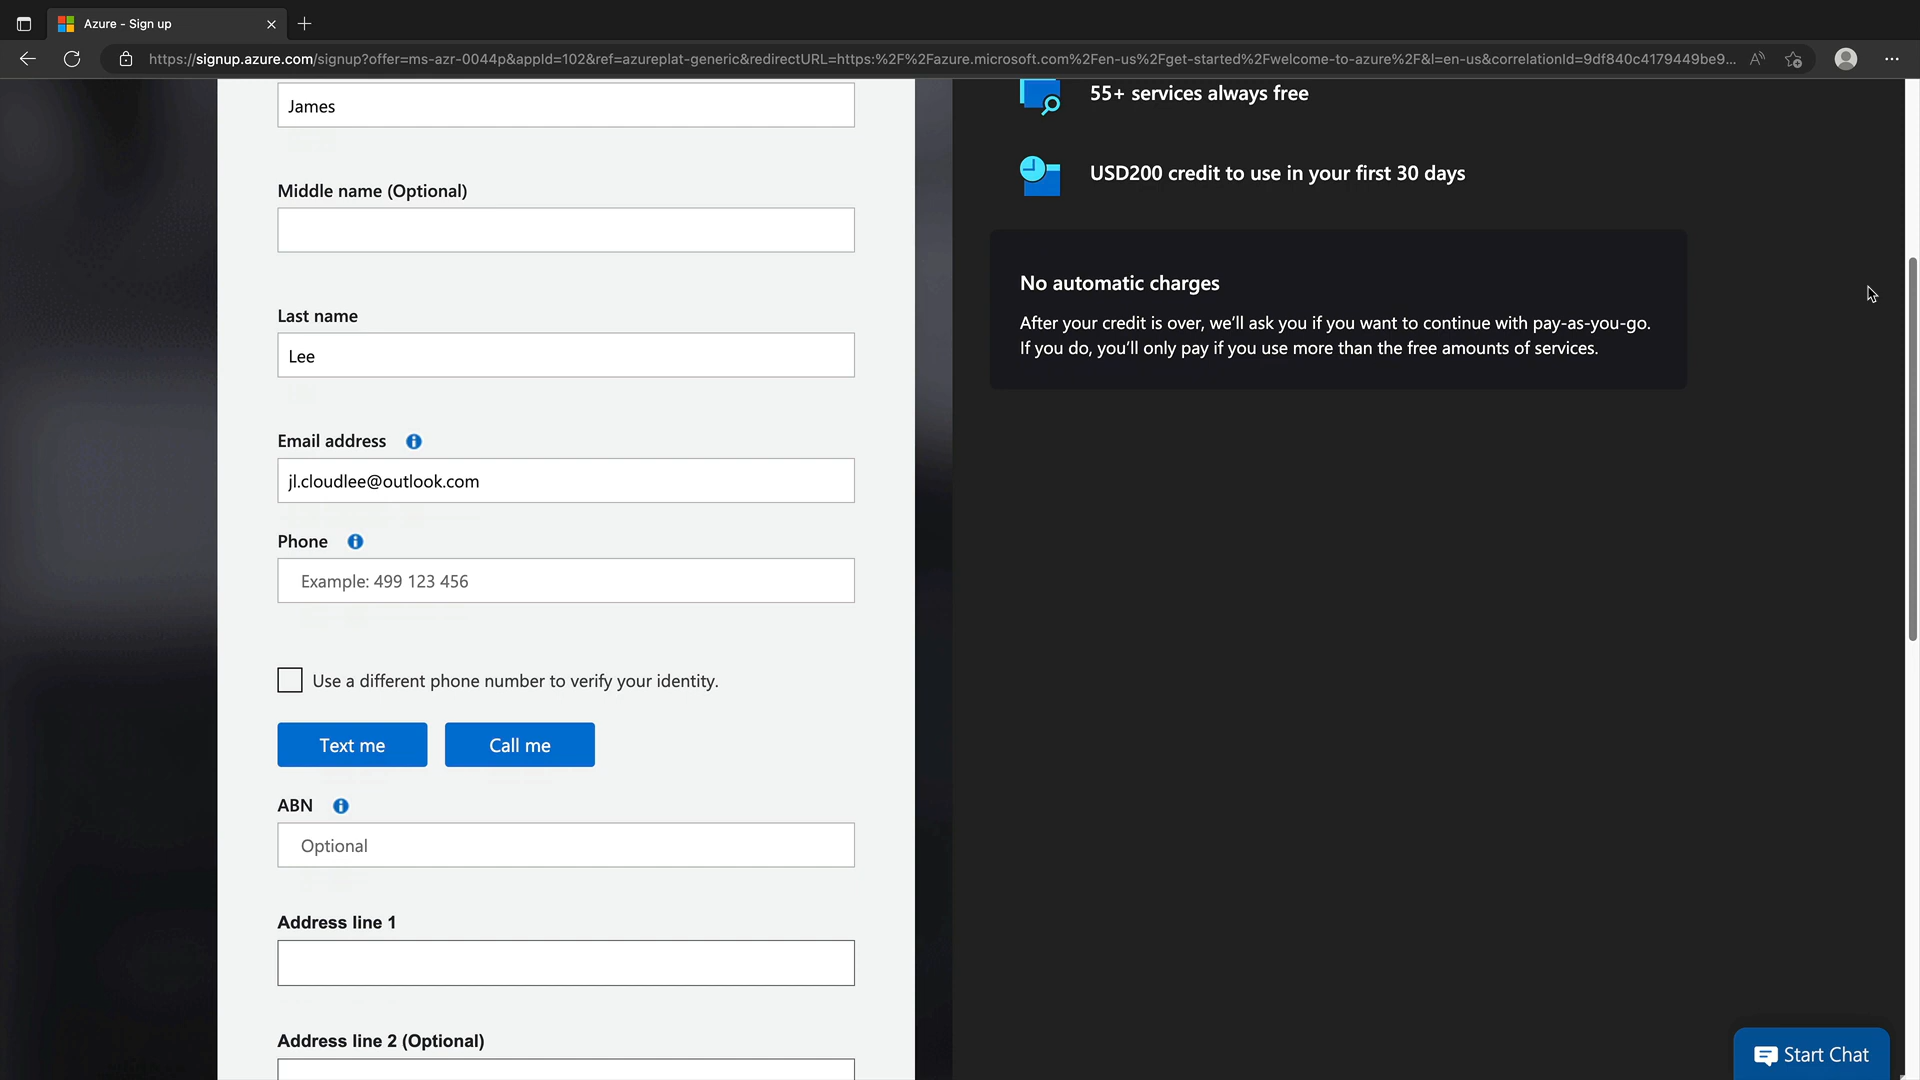 Azure - Sign up
https://signup.azure.com/signup?offer=ms-azr-0044p&appId=102&ref=azureplat-generic&redirectURL=https:%2F%2Fazure.microsoft.com%2Fen-us%2Fget-started%2Fwelcome-to-azure%2F&l=en-us&correlationId=9df840c4179449be9...
James
Middle name (Optional)
Last name
Lee
Email address
jl.cloudlee@outlook.com
Phone
Example: 499 123 456
Use a different phone number to verify your identity.
Text me
Call me
ABN
Optional
Address line 1
Address line 2 (Optional)
55+ services always free
USD200 credit to use in your first 30 days
No automatic charges
After your credit is over, we'll ask you if you want to continue with pay-as-you-go.
If you do, you'll only pay if you use more than the free amounts of services.
Start Chat